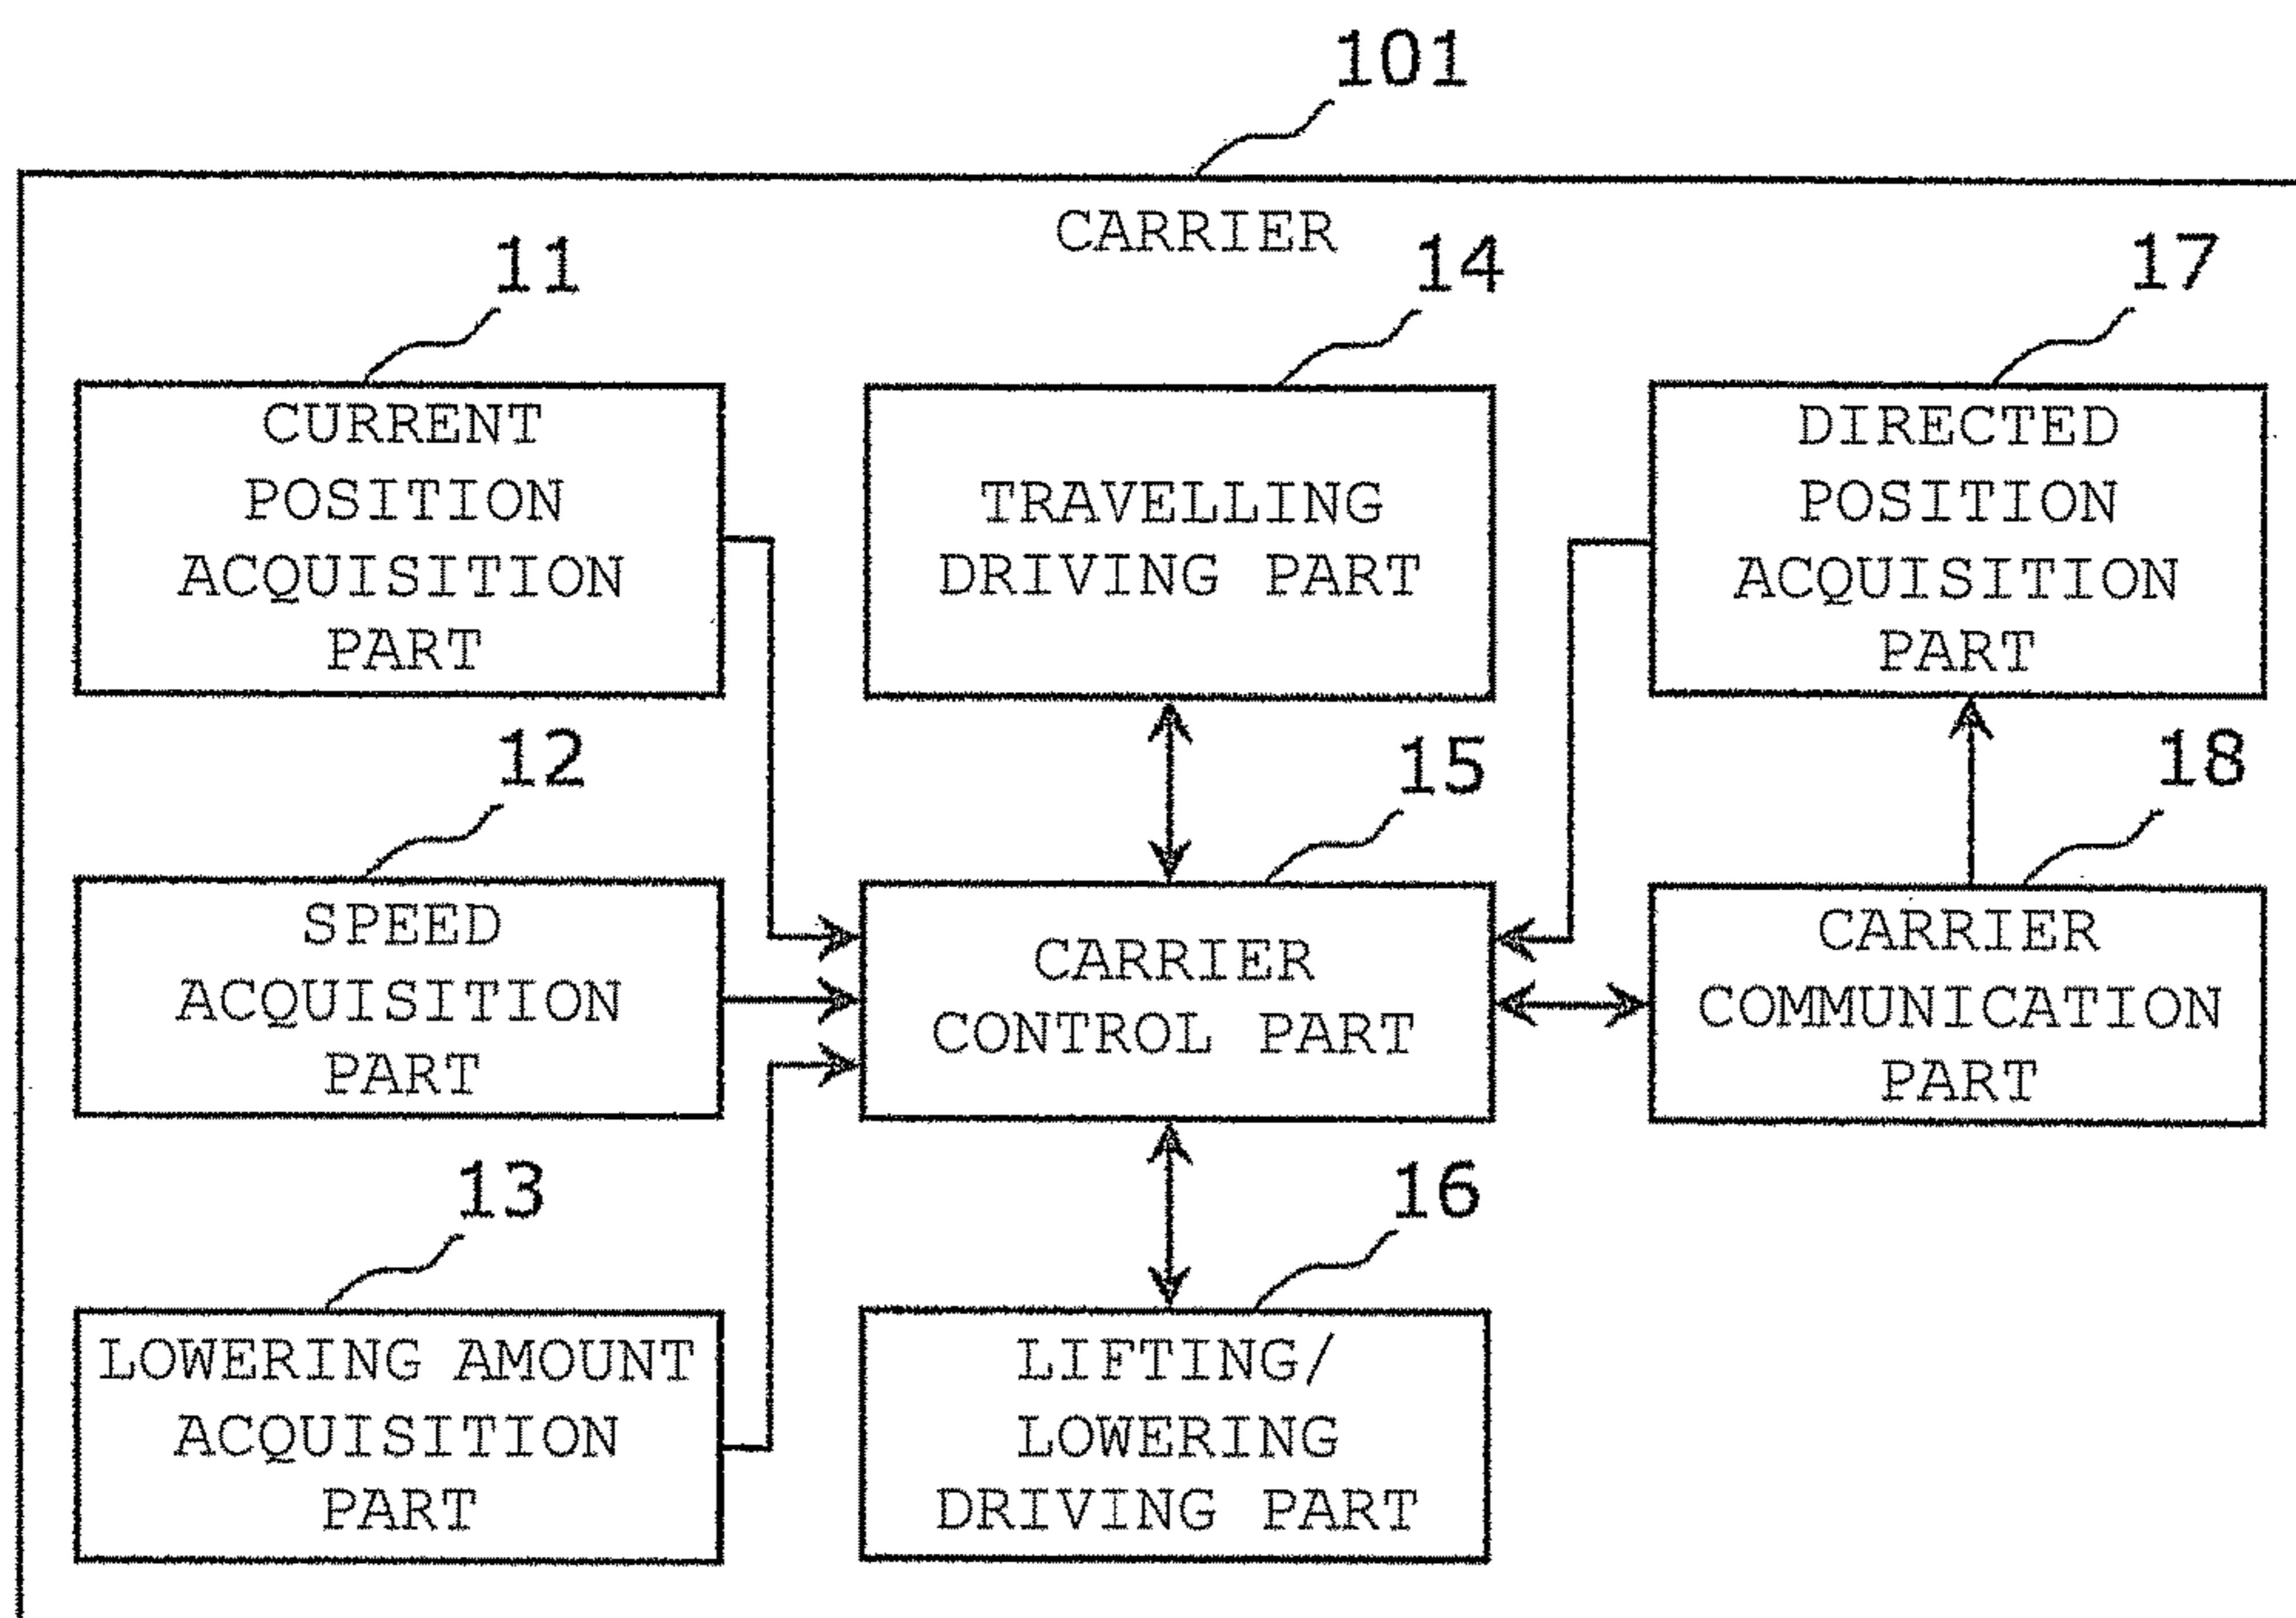 101
CARRIER
11
14
17
CURRENT
POSITION
ACQUISITION
PART
TRAVELLING
DRIVING PART
DIRECTED
POSITION
ACQUISITION
PART
12
15
18
SPEED
ACQUISITION
PART
CARRIER
CONTROL PART
CARRIER
COMMUNICATION
PART
13
16
LOWERING AMOUNT
ACQUISITION
PART
LIFTING/
LOWERING
DRIVING PART